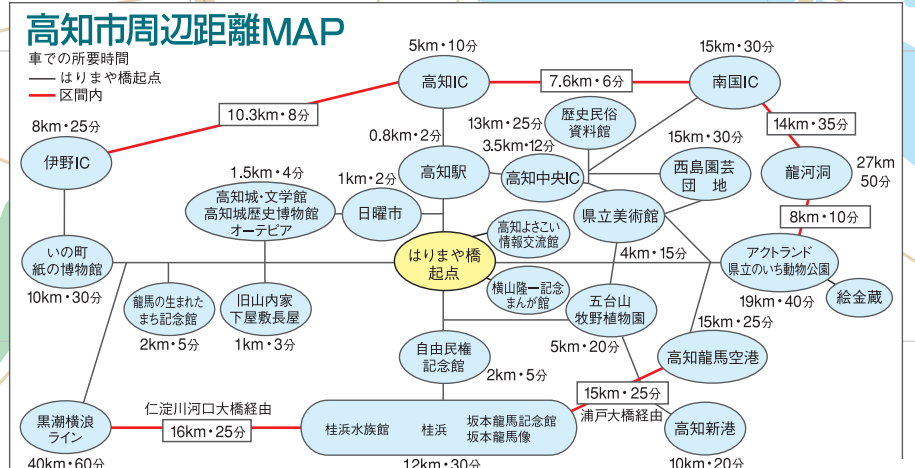 高知市周辺距離MAP
車での所要時間
はりまや橋起点
区間内
5km・10分
高知IC
7.6km・6分
15km・30分
南国IC
10.3km・8分
8km・25分
伊野IC
14km・35分
13km・25分
歴史民俗
資料館
0.8km・2分
高知駅
3.5km・12分
高知中央IC
15km・30分
西島園芸
団地
龍河洞
27km
50分
1.5km・4分
高知城・文学館
高知城歴史博物館
オーテピア
1km・2分
日曜市
県立美術館
4km・15分
8km・10分
高知よさこい
情報交流館
はりまや橋
起点
いの町
紙の博物館
10km・30分
アクトランド
県立のいち動物公園
19km・40分
絵金蔵
龍馬の生まれた
まち記念館
2km・5分
旧山内家
下屋敷長屋
1km・3分
横山隆一記念
まんが館
五台山
牧野植物園
5km・20分
15km・25分
高知龍馬空港
自由民権
記念館
2km・5分
15km・25分
浦戸大橋経由
仁淀川河口大橋経由
16km・25分
黒潮横浪
ライン
40km・60分
桂浜水族館
桂浜
坂本龍馬記念館
坂本龍馬像
12km・30分
高知新港
10km・20分